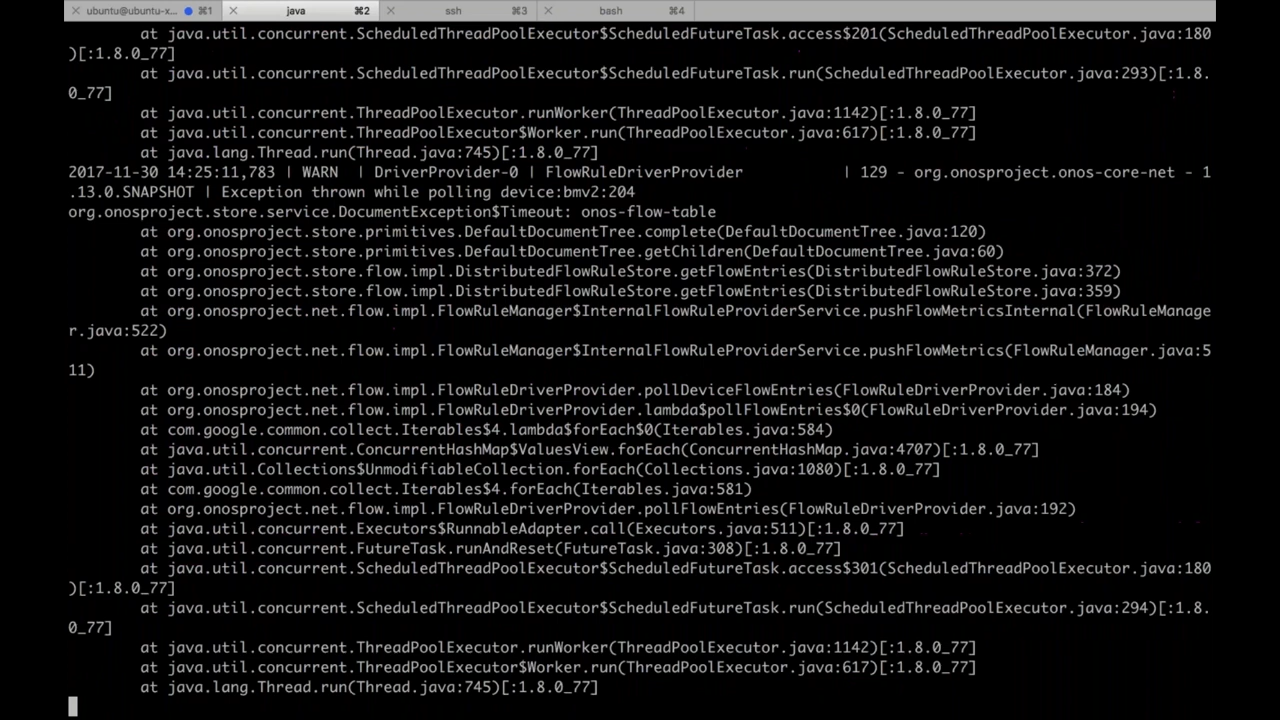 ubuntu@ubuntu-x... ⌘1 java ⌘2 ssh ⌘3 bash ⌘4
at java.util.concurrent.ScheduledThreadPoolExecutor$ScheduledFutureTask.access$201(ScheduledThreadPoolExecutor.java:180
)[:1.8.0_77]
at java.util.concurrent.ScheduledThreadPoolExecutor$ScheduledFutureTask.run(ScheduledThreadPoolExecutor.java:293)[:1.8.
0_77]
at java.util.concurrent.ThreadPoolExecutor.runWorker(ThreadPoolExecutor.java:1142)[:1.8.0_77]
at java.util.concurrent.ThreadPoolExecutor$Worker.run(ThreadPoolExecutor.java:617)[:1.8.0_77]
at java.lang.Thread.run(Thread.java:745)[:1.8.0_77]
2017-11-30 14:25:11,783 | WARN | DriverProvider-0 | FlowRuleDriverProvider | 129 - org.onosproject.onos-core-net - 1
.13.0.SNAPSHOT | Exception thrown while polling device:bmv2:204
org.onosproject.store.service.DocumentException$Timeout: onos-flow-table
at org.onosproject.store.primitives.DefaultDocumentTree.complete(DefaultDocumentTree.java:120)
at org.onosproject.store.primitives.DefaultDocumentTree.getChildren(DefaultDocumentTree.java:60)
at org.onosproject.store.flow.impl.DistributedFlowRuleStore.getFlowEntries(DistributedFlowRuleStore.java:372)
at org.onosproject.store.flow.impl.DistributedFlowRuleStore.getFlowEntries(DistributedFlowRuleStore.java:359)
at org.onosproject.net.flow.impl.FlowRuleManager$InternalFlowRuleProviderService.pushFlowMetricsInternal(FlowRuleManage
r.java:522)
at org.onosproject.net.flow.impl.FlowRuleManager$InternalFlowRuleProviderService.pushFlowMetrics(FlowRuleManager.java:5
11)
at org.onosproject.net.flow.impl.FlowRuleDriverProvider.pollDeviceFlowEntries(FlowRuleDriverProvider.java:184)
at org.onosproject.net.flow.impl.FlowRuleDriverProvider.lambda$pollFlowEntries$0(FlowRuleDriverProvider.java:194)
at com.google.common.collect.Iterables$4.lambda$forEach$0(Iterables.java:584)
at java.util.concurrent.ConcurrentHashMap$ValuesView.forEach(ConcurrentHashMap.java:4707)[:1.8.0_77]
at java.util.Collections$UnmodifiableCollection.forEach(Collections.java:1080)[:1.8.0_77]
at com.google.common.collect.Iterables$4.forEach(Iterables.java:581)
at org.onosproject.net.flow.impl.FlowRuleDriverProvider.pollFlowEntries(FlowRuleDriverProvider.java:192)
at java.util.concurrent.Executors$RunnableAdapter.call(Executors.java:511)[:1.8.0_77]
at java.util.concurrent.FutureTask.runAndReset(FutureTask.java:308)[:1.8.0_77]
at java.util.concurrent.ScheduledThreadPoolExecutor$ScheduledFutureTask.access$301(ScheduledThreadPoolExecutor.java:180
)[:1.8.0_77]
at java.util.concurrent.ScheduledThreadPoolExecutor$ScheduledFutureTask.run(ScheduledThreadPoolExecutor.java:294)[:1.8.
0_77]
at java.util.concurrent.ThreadPoolExecutor.runWorker(ThreadPoolExecutor.java:1142)[:1.8.0_77]
at java.util.concurrent.ThreadPoolExecutor$Worker.run(ThreadPoolExecutor.java:617)[:1.8.0_77]
at java.lang.Thread.run(Thread.java:745)[:1.8.0_77]